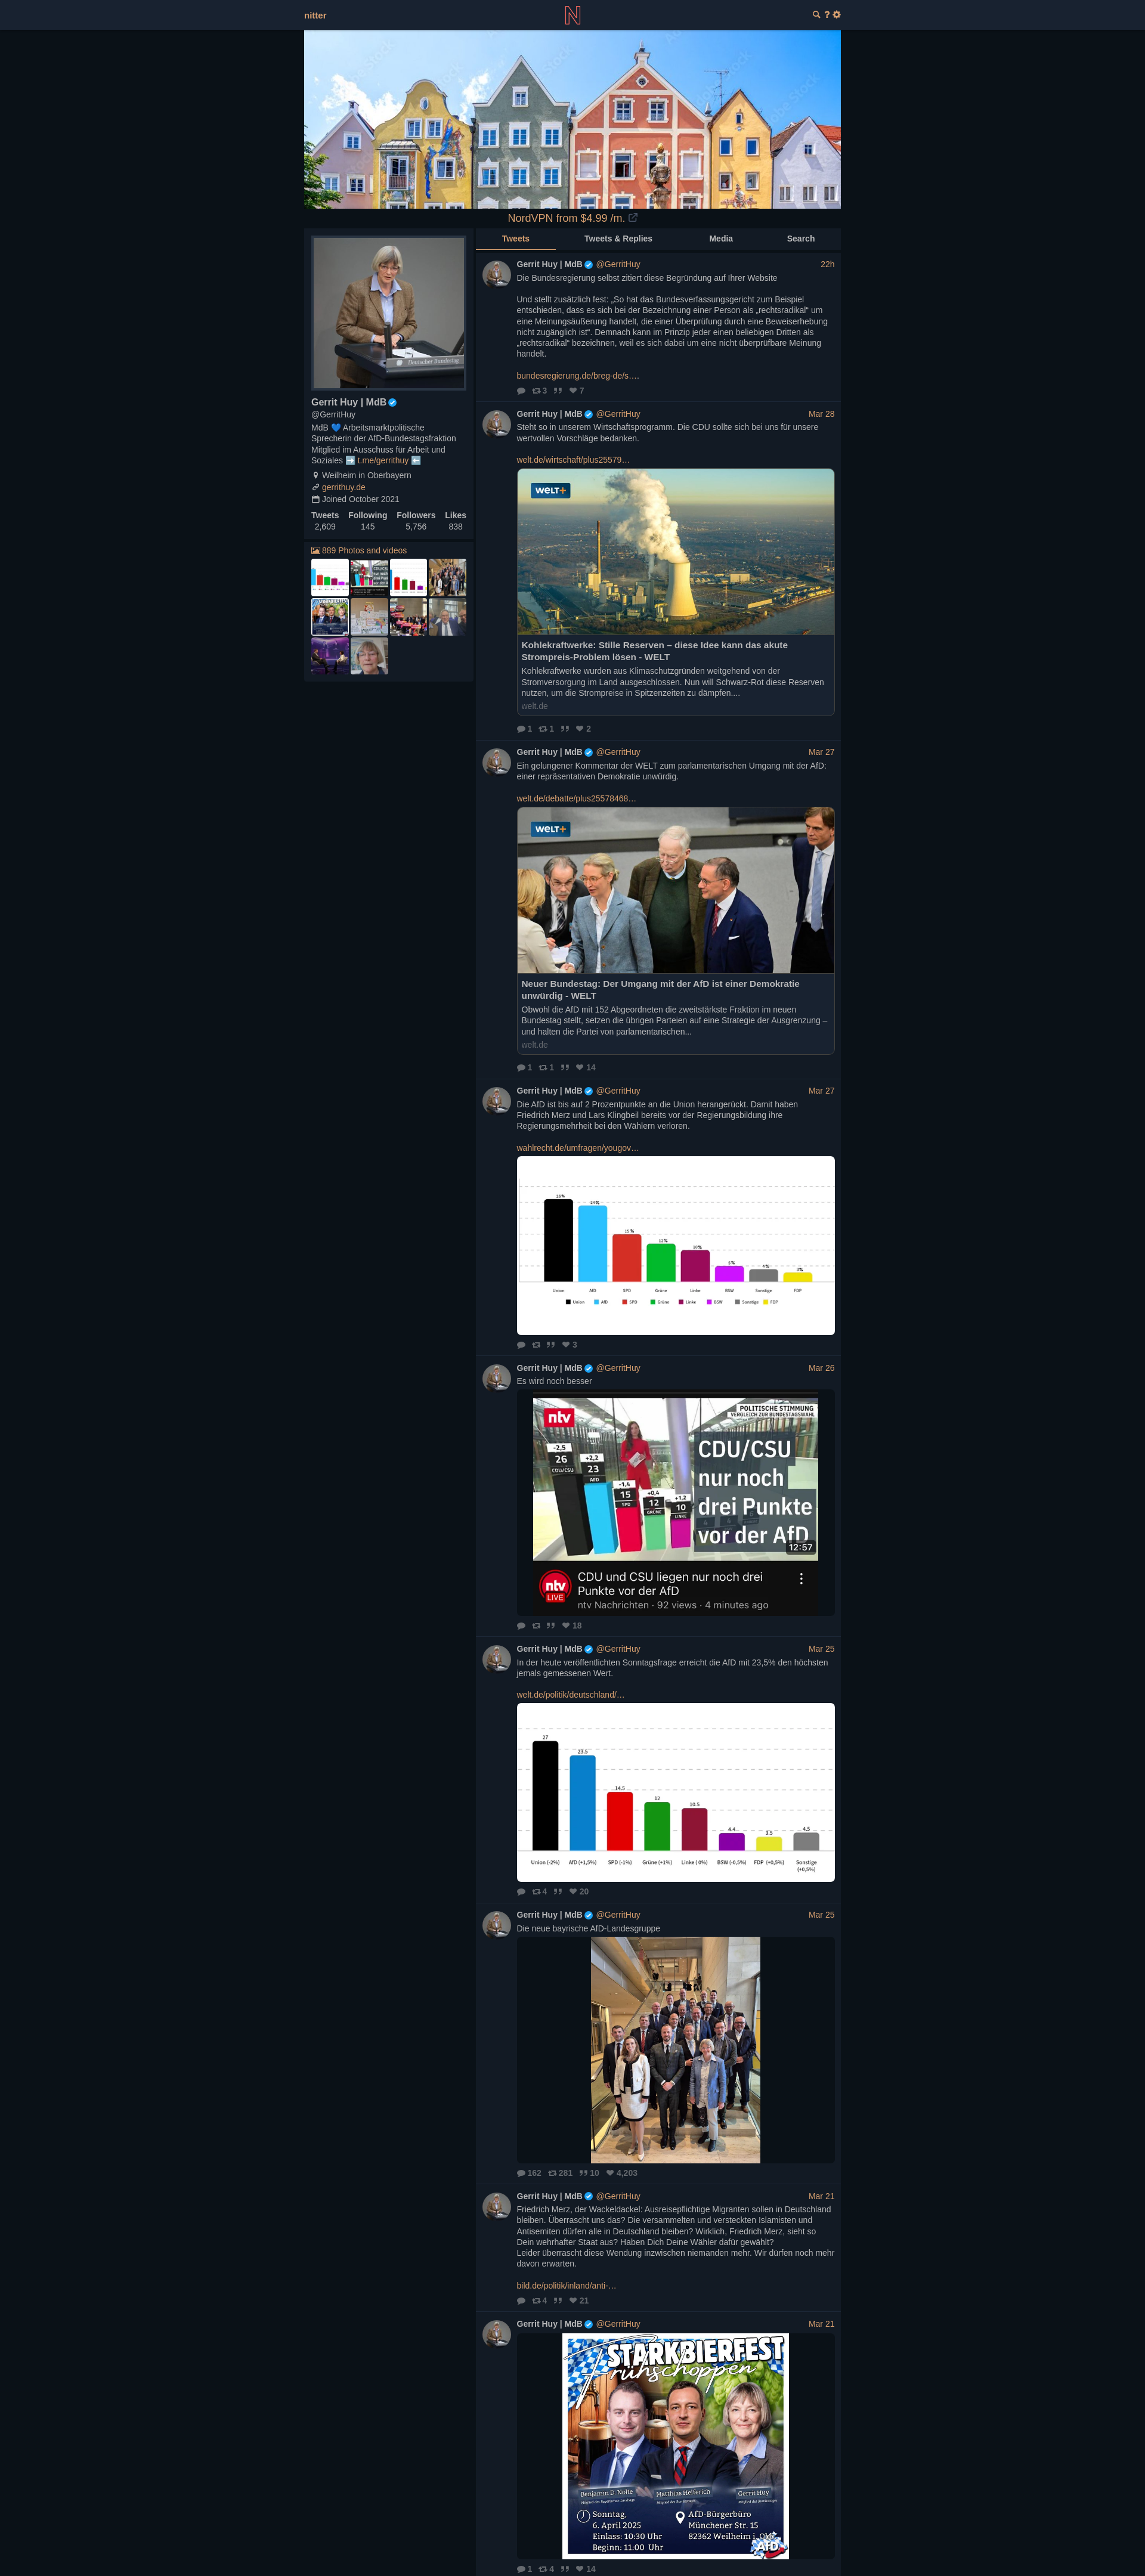 nitter
NordVPN from $4.99 /m.
Tweets
Tweets & Replies
Media
Search
Gerrit Huy | MdB
@GerritHuy
MdB 💙 Arbeitsmarktpolitische
Sprecherin der AfD-Bundestagsfraktion
Mitglied im Ausschuss für Arbeit und
Soziales ➡️ t.me/gerrithuy ⬅️
Weilheim in Oberbayern
gerrithuy.de
Joined October 2021
Tweets Following Followers Likes
2,609 145 5,756 838
889 Photos and videos
Gerrit Huy | MdB @GerritHuy 22h
Die Bundesregierung selbst zitiert diese Begründung auf Ihrer Website
Und stellt zusätzlich fest: „So hat das Bundesverfassungsgericht zum Beispiel
entschieden, dass es sich bei der Bezeichnung einer Person als „rechtsradikal“ um
eine Meinungsäußerung handelt, die einer Überprüfung durch eine Beweiserhebung
nicht zugänglich ist“. Demnach kann im Prinzip jeder einen beliebigen Dritten als
„rechtsradikal“ bezeichnen, weil es sich dabei um eine nicht überprüfbare Meinung
handelt.
bundesregierung.de/breg-de/s….
3 7
Gerrit Huy | MdB @GerritHuy Mar 28
Steht so in unserem Wirtschaftsprogramm. Die CDU sollte sich bei uns für unsere
wertvollen Vorschläge bedanken.
welt.de/wirtschaft/plus25579…
WELT+
Kohlekraftwerke: Stille Reserven – diese Idee kann das akute
Strompreis-Problem lösen - WELT
Kohlekraftwerke wurden aus Klimaschutzgründen weitgehend von der
Stromversorgung im Land ausgeschlossen. Nun will Schwarz-Rot diese Reserven
nutzen, um die Strompreise in Spitzenzeiten zu dämpfen....
welt.de
1 1 2
Gerrit Huy | MdB @GerritHuy Mar 27
Ein gelungener Kommentar der WELT zum parlamentarischen Umgang mit der AfD:
einer repräsentativen Demokratie unwürdig.
welt.de/debatte/plus25578468…
WELT+
Neuer Bundestag: Der Umgang mit der AfD ist einer Demokratie
unwürdig - WELT
Obwohl die AfD mit 152 Abgeordneten die zweitstärkste Fraktion im neuen
Bundestag stellt, setzen die übrigen Parteien auf eine Strategie der Ausgrenzung –
und halten die Partei von parlamentarischen...
welt.de
1 1 14
Gerrit Huy | MdB @GerritHuy Mar 27
Die AfD ist bis auf 2 Prozentpunkte an die Union herangerückt. Damit haben
Friedrich Merz und Lars Klingbeil bereits vor der Regierungsbildung ihre
Regierungsmehrheit bei den Wählern verloren.
wahlrecht.de/umfragen/yougov…
26 % 24 % 15 % 12 % 10 % 5 % 4 % 3 %
Union AfD SPD Grüne Linke BSW Sonstige FDP
Union AfD SPD Grüne Linke BSW Sonstige FDP
3
Gerrit Huy | MdB @GerritHuy Mar 26
Es wird noch besser
ntv
POLITISCHE STIMMUNG
VERGLEICH ZUR BUNDESTAGSWAHL
-2,5 26 CDU/CSU
+2,2 23 AFD
-1,4 15 SPD
+0,4 12 GRÜNE
+1,2 10 LINKE
CDU/CSU
nur noch
drei Punkte
vor der AfD
12:57
ntv LIVE
CDU und CSU liegen nur noch drei
Punkte vor der AfD
ntv Nachrichten · 92 views · 4 minutes ago
18
Gerrit Huy | MdB @GerritHuy Mar 25
In der heute veröffentlichten Sonntagsfrage erreicht die AfD mit 23,5% den höchsten
jemals gemessenen Wert.
welt.de/politik/deutschland/…
27 23.5 14.5 12 10.5 4.4 3.5 4.5
Union (-2%) AfD (+1,5%) SPD (-1%) Grüne (+1%) Linke ( 0%) BSW (-0,5%) FDP (+0,5%) Sonstige
(+0,5%)
4 20
Gerrit Huy | MdB @GerritHuy Mar 25
Die neue bayrische AfD-Landesgruppe
162 281 10 4,203
Gerrit Huy | MdB @GerritHuy Mar 21
Friedrich Merz, der Wackeldackel: Ausreisepflichtige Migranten sollen in Deutschland
bleiben. Überrascht uns das? Die versammelten und versteckten Islamisten und
Antisemiten dürfen alle in Deutschland bleiben? Wirklich, Friedrich Merz, sieht so
Dein wehrhafter Staat aus? Haben Dich Deine Wähler dafür gewählt?
Leider überrascht diese Wendung inzwischen niemanden mehr. Wir dürfen noch mehr
davon erwarten.
bild.de/politik/inland/anti-…
4 21
Gerrit Huy | MdB @GerritHuy Mar 21
STARKBIERFEST
Frühschoppen
Benjamin D. Nolte
Matthias Helferich
Gerrit Huy
Sonntag,
6. April 2025
Einlass: 10:30 Uhr
Beginn: 11:00 Uhr
AfD-Bürgerbüro
Münchener Str. 15
82362 Weilheim i.
AfD
1 4 14